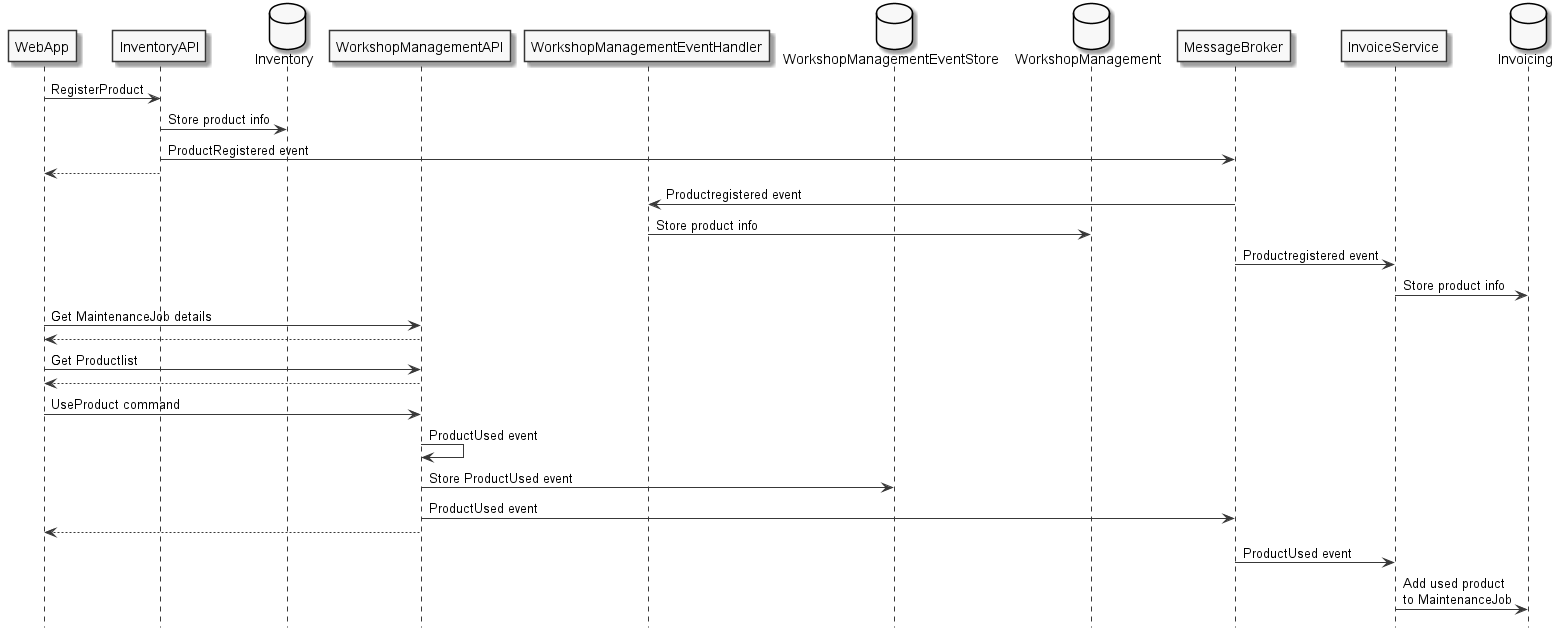 WebApp
InventoryAPI
Inventory
WorkshopManagementAPI
WorkshopManagementEventHandler
WorkshopManagementEventStore
WorkshopManagement
MessageBroker
InvoiceService
Invoicing
RegisterProduct
Store product info
ProductRegistered event
Productregistered event
Store product info
Productregistered event
Store product info
Get MaintenanceJob details
Get Productlist
UseProduct command
ProductUsed event
Store ProductUsed event
ProductUsed event
ProductUsed event
Add used product
to MaintenanceJob